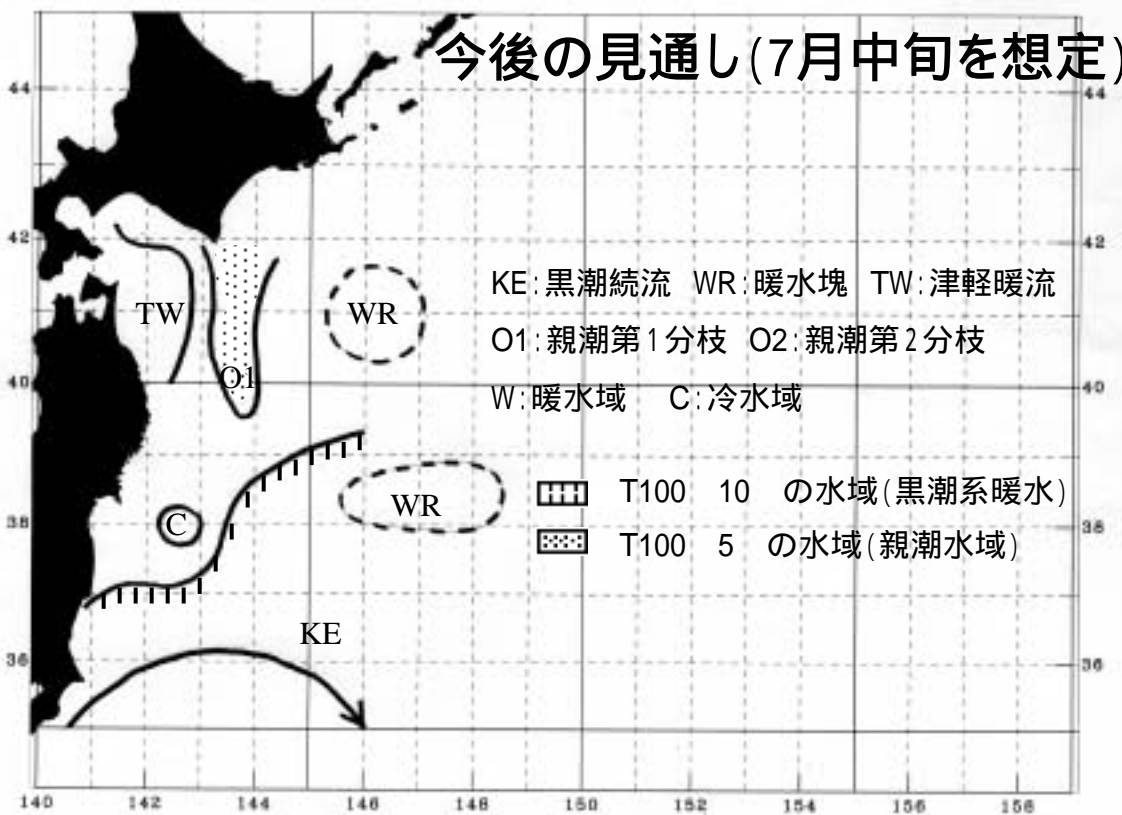 今後の見通し(7月中旬を想定)
44
44
42
42
KE:黒潮続流 WR:暖水塊 TW:津軽暖流
TW
WR
O1:親潮第1分枝 O2:親潮第2分枝
O1
40
40
W:暖水域 C:冷水域
T100 10 の水域(黒潮系暖水)
WR
C
38
38
T100 5 の水域(親潮水域)
KE
36
36
140 142 144 146 148 150 152 154 156 158